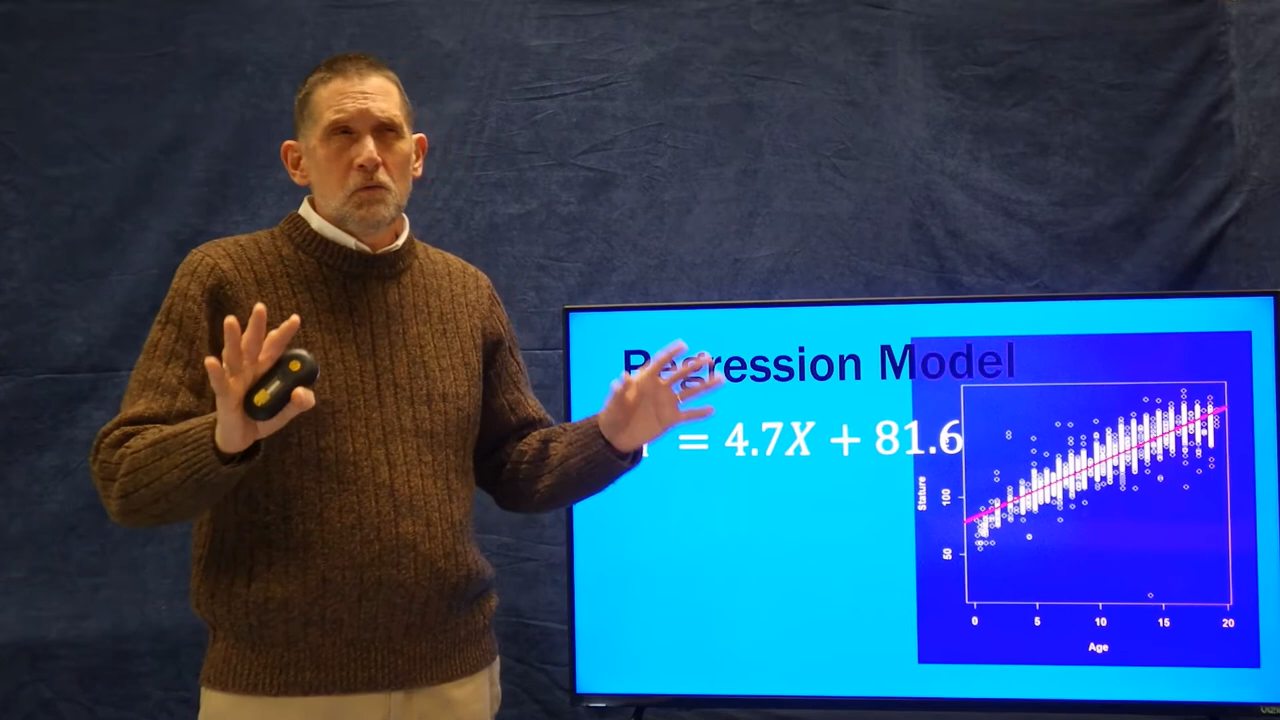 Regression Model
= 4.7X + 81.6
Stature
100
50
0 5 10 15 20
Age